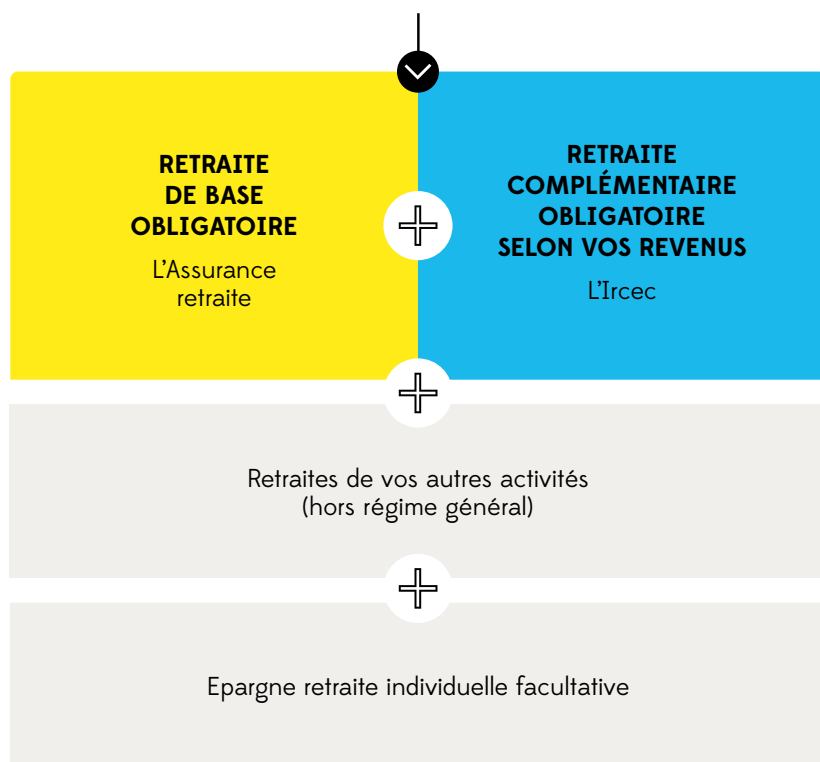 RETRAITE
DE BASE
OBLIGATOIRE
L'Assurance
retraite
RETRAITE
COMPLÉMENTAIRE
OBLIGATOIRE
SELON VOS REVENUS
L'Ircec
Retraites de vos autres activités
(hors régime général)
Epargne retraite individuelle facultative